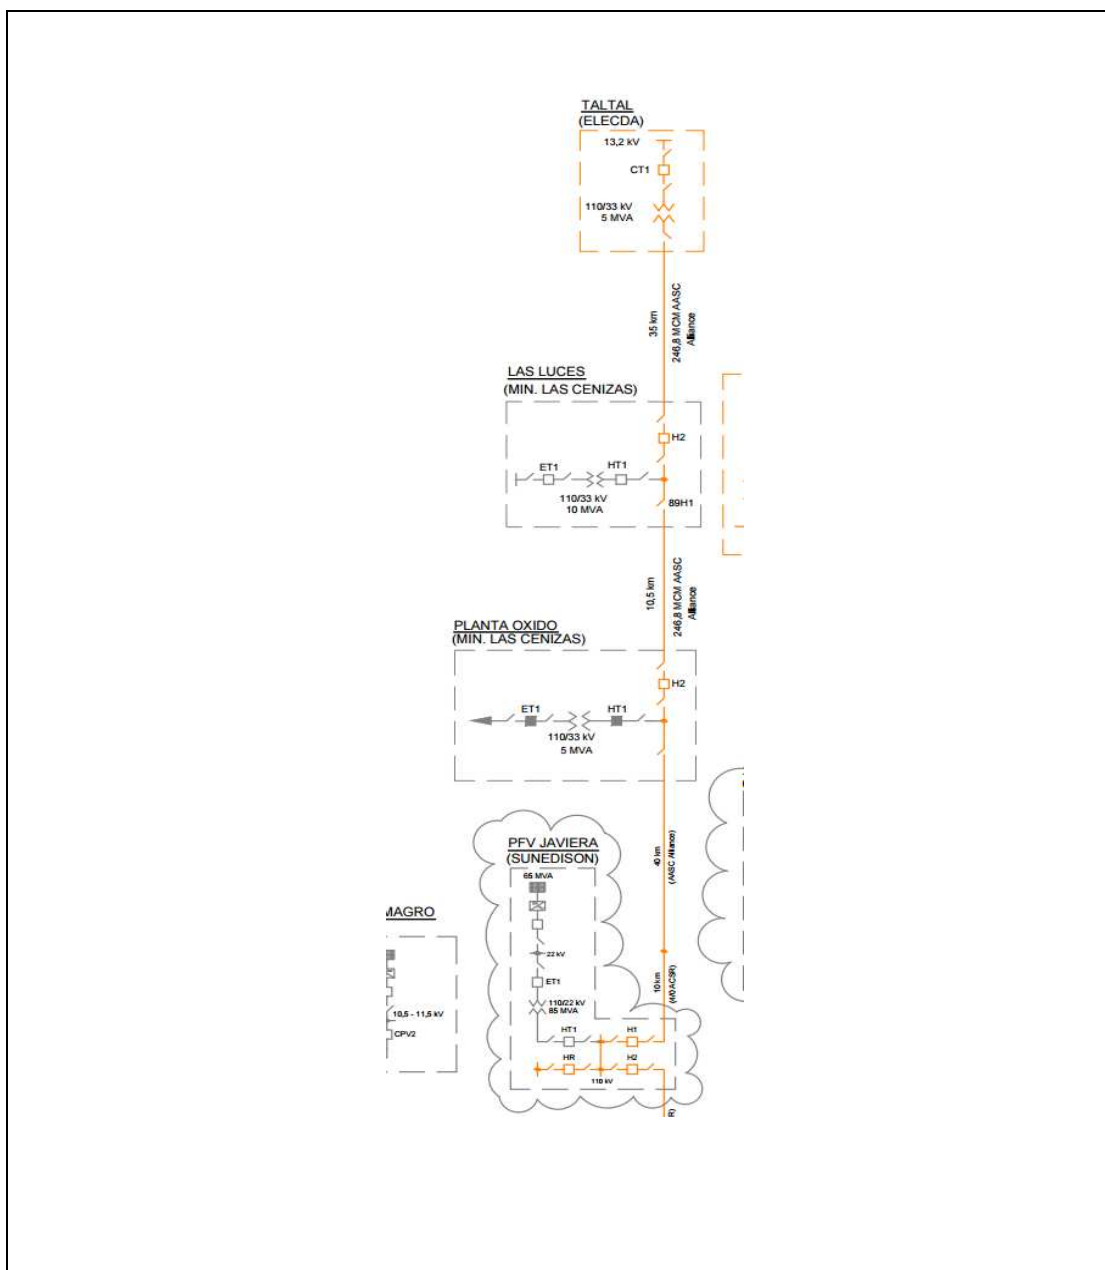 TALTAL
(ELECDA)
13,2 kV
CT1
110/33 kV
5 MVA
35 km
246,8 MCM AASC
Alliance
LAS LUCES
(MIN. LAS CENIZAS)
H2
ET1
HT1
110/33 kV
10 MVA
89H1
10,5 km
246,8 MCM AASC
Alliance
PLANTA OXIDO
(MIN. LAS CENIZAS)
H2
ET1
HT1
110/33 kV
5 MVA
40 km
(AASC Alliance)
PFV JAVIERA
(SUNEDISON)
65 MVA
22 kV
ET1
110/22 kV
85 MVA
HT1
H1
HR
H2
110 kV
10 km
(4/0 ACSR)
R)
MAGRO
10,5 - 11,5 kV
CPV2